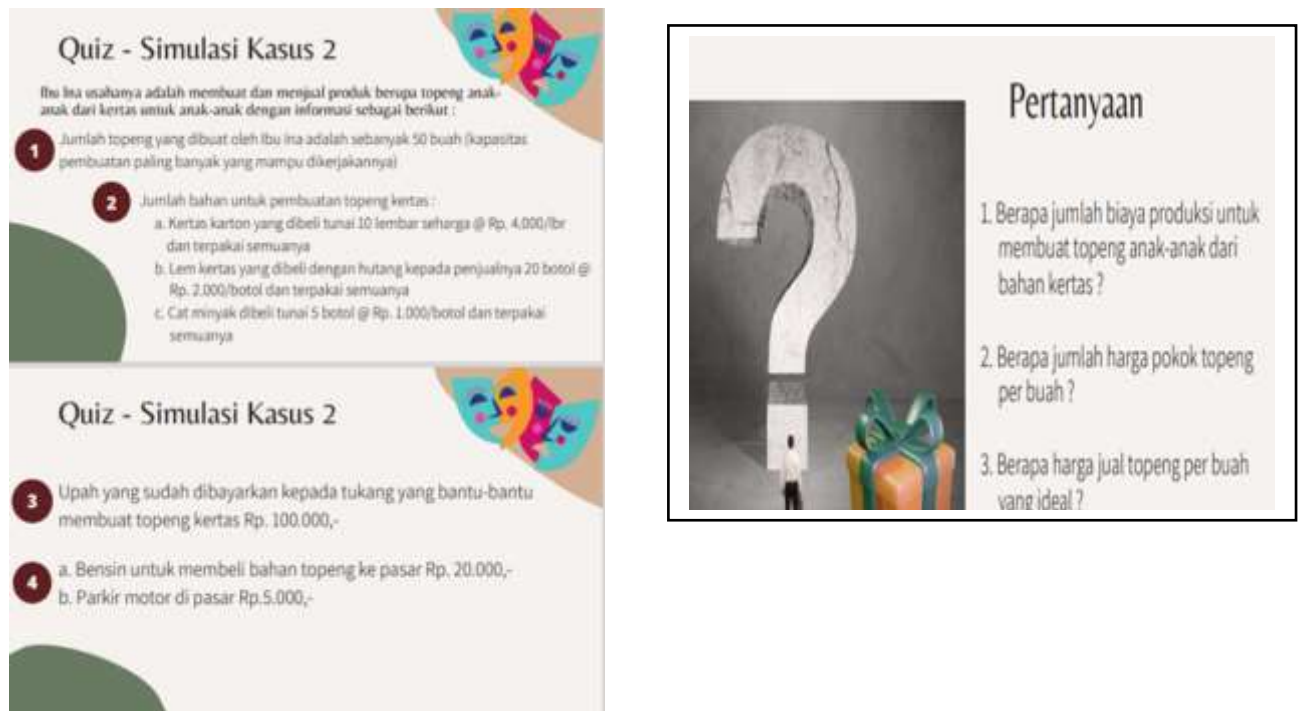 Quiz - Simulasi Kasus 2
Ibu Ina usahanya adalah membuat dan menjual produk berupa topeng anak-
anak dari kertas untuk anak-anak dengan informasi sebagai berikut :
1
Jumlah topeng yang dibuat oleh Ibu Ina adalah sebanyak 50 buah (kapasitas
pembuatan paling banyak yang mampu dikerjakannya)
2
Jumlah bahan untuk pembuatan topeng kertas :
a. Kertas karton yang dibeli tunai 10 lembar seharga @ Rp. 4.000/lbr
dan terpakai semuanya
b. Lem kertas yang dibeli dengan hutang kepada penjualnya 20 botol @
Rp. 2.000/botol dan terpakai semuanya
c. Cat minyak dibeli tunai 5 botol @ Rp. 1.000/botol dan terpakai
semuanya
Quiz - Simulasi Kasus 2
3
Upah yang sudah dibayarkan kepada tukang yang bantu-bantu
membuat topeng kertas Rp. 100.000,-
4
a. Bensin untuk membeli bahan topeng ke pasar Rp. 20.000,-
b. Parkir motor di pasar Rp.5.000,-
Pertanyaan
1. Berapa jumlah biaya produksi untuk
membuat topeng anak-anak dari
bahan kertas ?
2. Berapa jumlah harga pokok topeng
per buah ?
3. Berapa harga jual topeng per buah
yang ideal ?